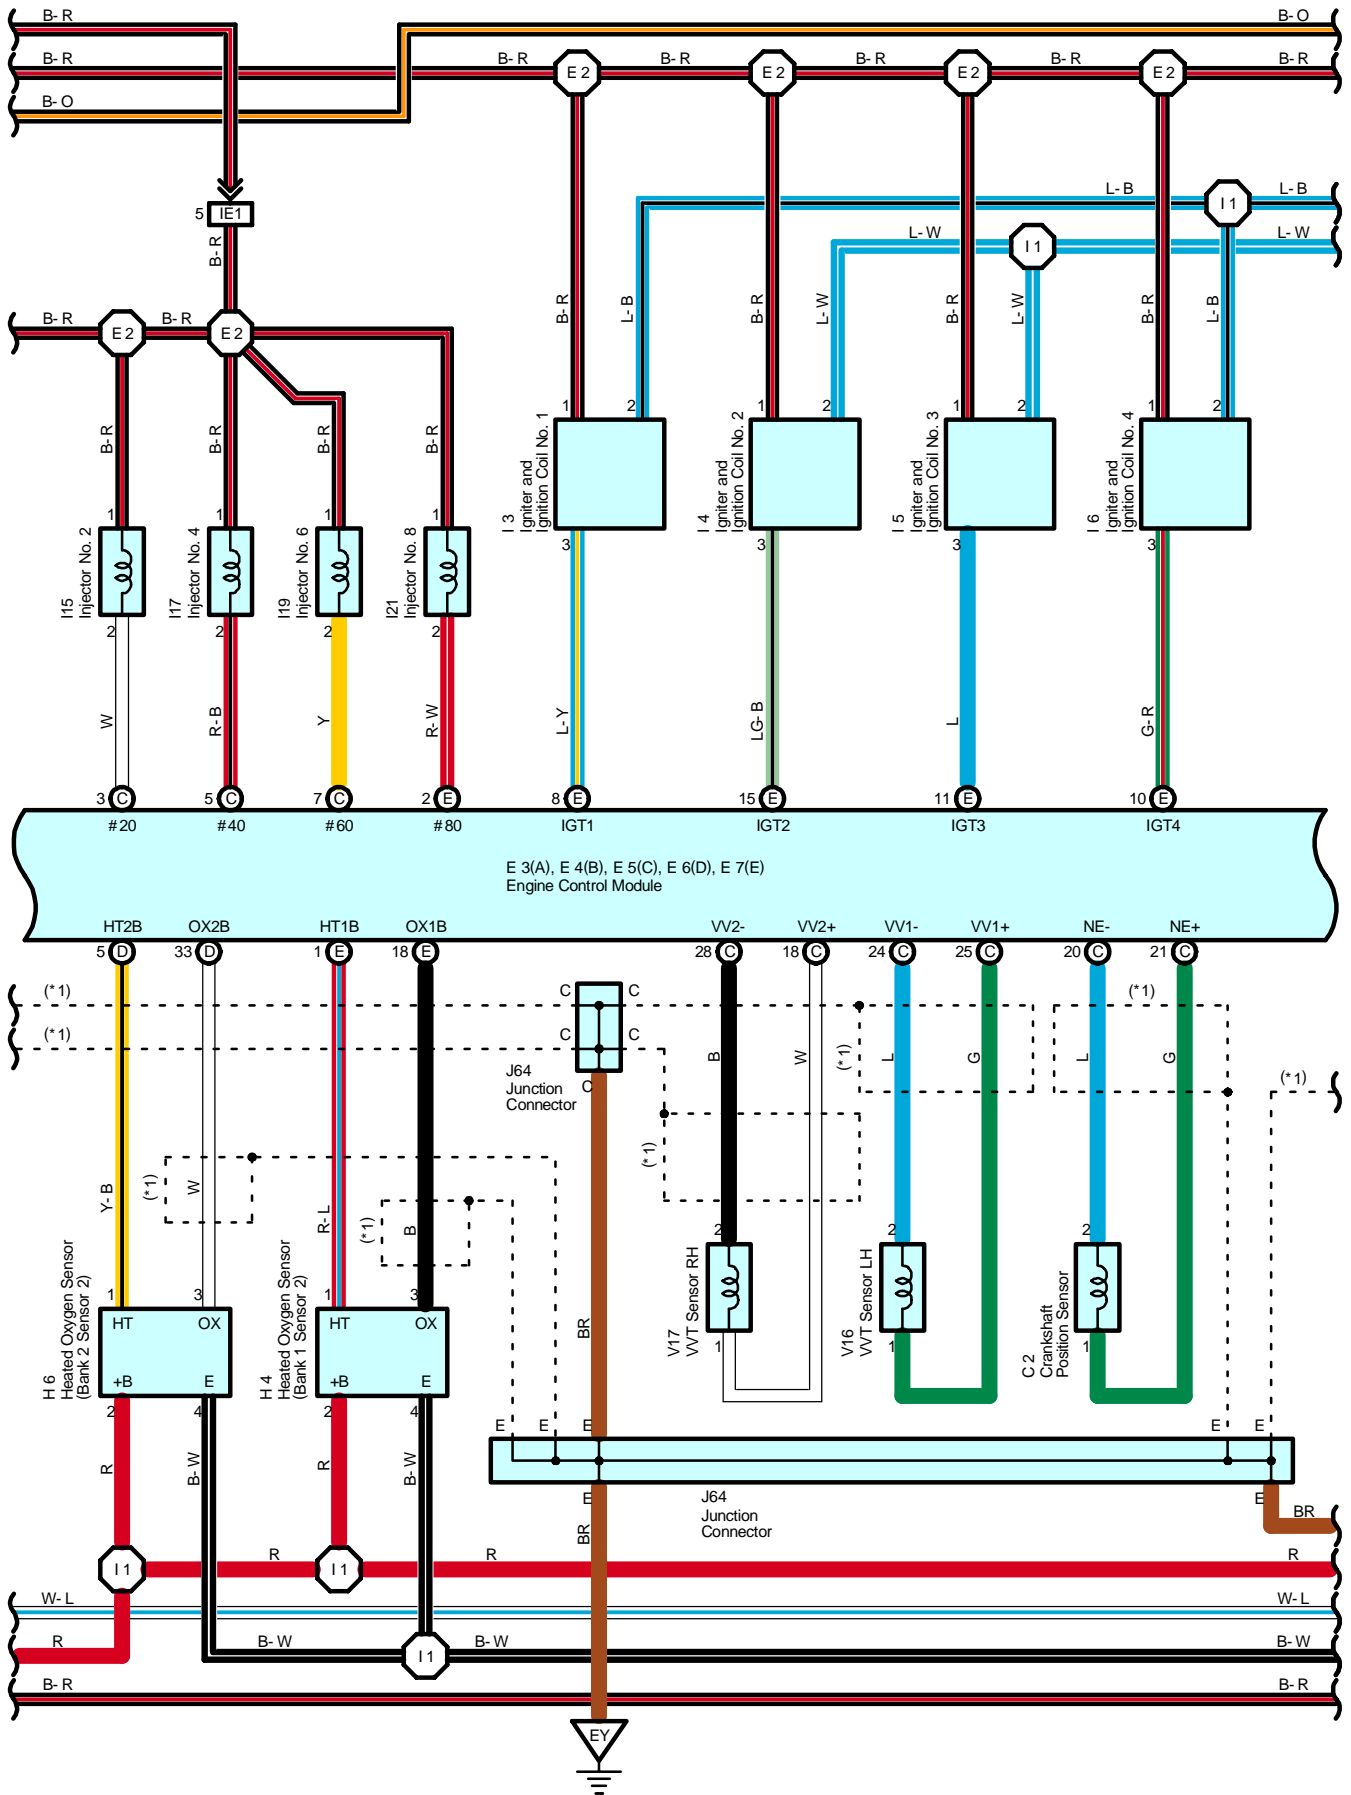 B- R
B- O
B- R
B- R
B- R
B- R
B- R
B- R
E 2
E 2
E 2
E 2
B- O
L- B
L- B
I 1
5
IE1
L- W
L- W
I 1
B- R
B- R
L- B
B- R
L- W
B- R
L- W
B- R
L- B
B- R
B- R
E 2
E 2
1
2
1
2
1
2
1
2
B- R
B- R
B- R
B- R
I 3
Igniter and
Ignition Coil No. 1
I 4
Igniter and
Ignition Coil No. 2
I 5
Igniter and
Ignition Coil No. 3
I 6
Igniter and
Ignition Coil No. 4
1
1
1
1
I15
Injector No. 2
I17
Injector No. 4
I19
Injector No. 6
I21
Injector No. 8
3
3
3
3
2
2
2
2
W
R- B
Y
R- W
L- Y
LG- B
L
G- R
3 C
5 C
7 C
2 E
8 E
15 E
11 E
10 E
#20
#40
#60
#80
IGT1
IGT2
IGT3
IGT4
E 3(A), E 4(B), E 5(C), E 6(D), E 7(E)
Engine Control Module
HT2B
OX2B
HT1B
OX1B
VV2-
VV2+
VV1-
VV1+
NE-
NE+
5 D
33 D
1 E
18 E
28 C
18 C
24 C
25 C
20 C
21 C
(*1)
C
C
(*1)
(*1)
C
C
B
W
(*1)
L
G
L
G
J64
Junction
Connector
C
(*1)
(*1)
Y- B
(*1)
W
R- L
(*1)
B
2
2
2
1
3
1
3
H 6
Heated Oxygen Sensor
(Bank 2 Sensor 2)
HT
OX
+B
E
H 4
Heated Oxygen Sensor
(Bank 1 Sensor 2)
HT
OX
+B
E
BR
V17
VVT Sensor RH
V16
VVT Sensor LH
C 2
Crankshaft
Position Sensor
1
1
1
2
4
2
4
E
E
E
E
E
R
B- W
R
B- W
E
J64
Junction
Connector
E
BR
BR
I 1
R
I 1
R
R
W- L
W- L
R
B- W
I 1
B- W
B- W
B- R
B- R
EY